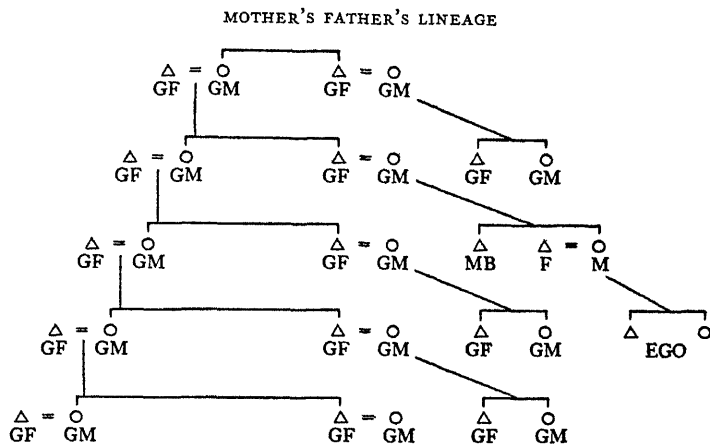 MOTHER'S FATHER'S LINEAGE
GF = GM GF = GM
GF = GM GF = GM GF GM
GF = GM GF = GM MB F = M
GF = GM GF = GM GF GM EGO
GF = GM GF = GM GF GM